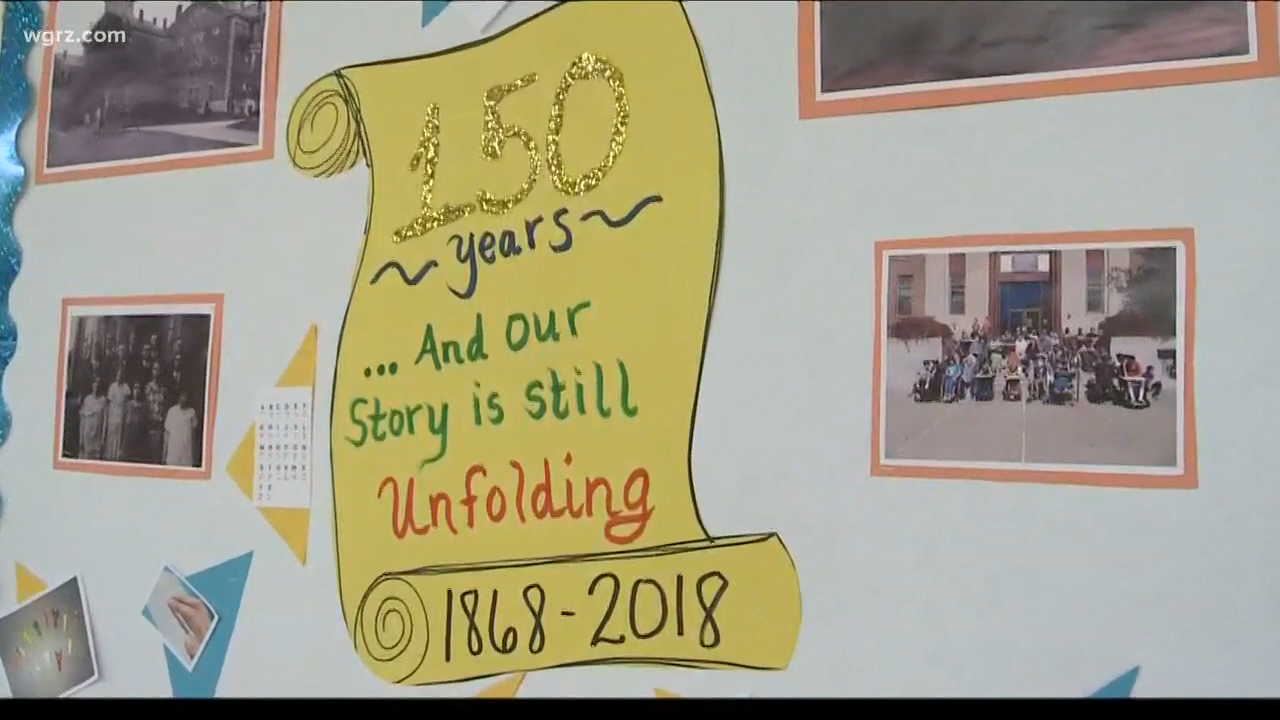 wgrz.com
150
~years~
... And our
Story is still
Unfolding
1868-2018